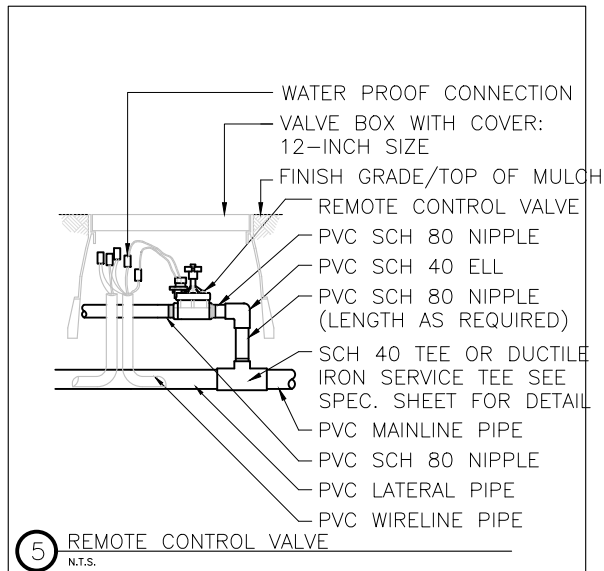 WATER PROOF CONNECTION
VALVE BOX WITH COVER:
12-INCH SIZE
FINISH GRADE/TOP OF MULCH
REMOTE CONTROL VALVE
PVC SCH 80 NIPPLE
PVC SCH 40 ELL
PVC SCH 80 NIPPLE
(LENGTH AS REQUIRED)
SCH 40 TEE OR DUCTILE
IRON SERVICE TEE SEE
SPEC. SHEET FOR DETAIL
PVC MAINLINE PIPE
PVC SCH 80 NIPPLE
PVC LATERAL PIPE
PVC WIRELINE PIPE
5 REMOTE CONTROL VALVE
N.T.S.